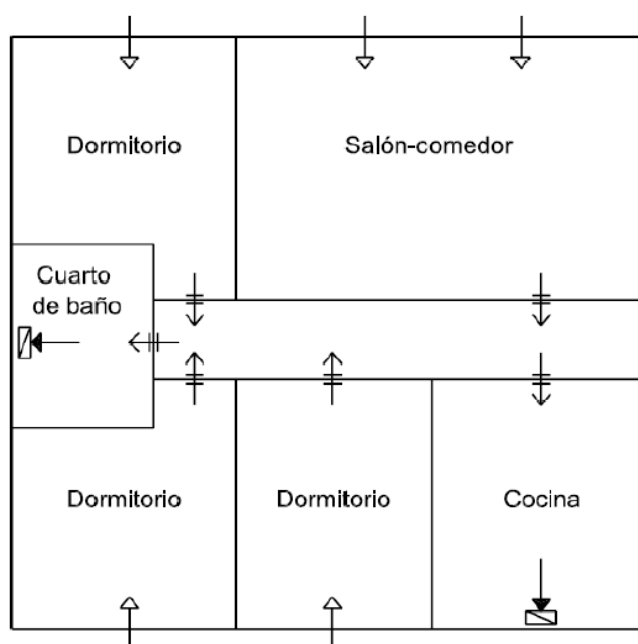 Dormitorio
Salón-comedor
Cuarto
de baño
Dormitorio
Dormitorio
Cocina